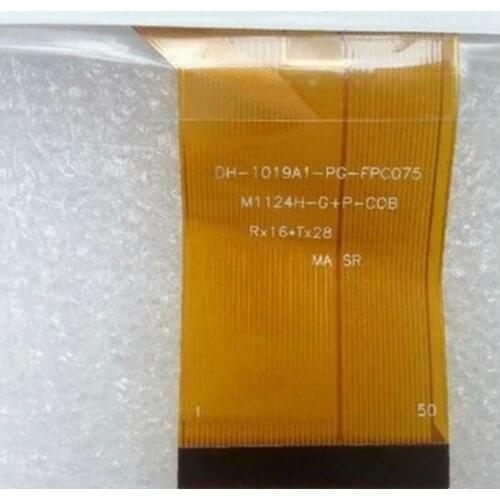 DH-1019A1-PG-FPC075
M1124H-G+P-COB
Rx16*Tx28
MA SR
1 50